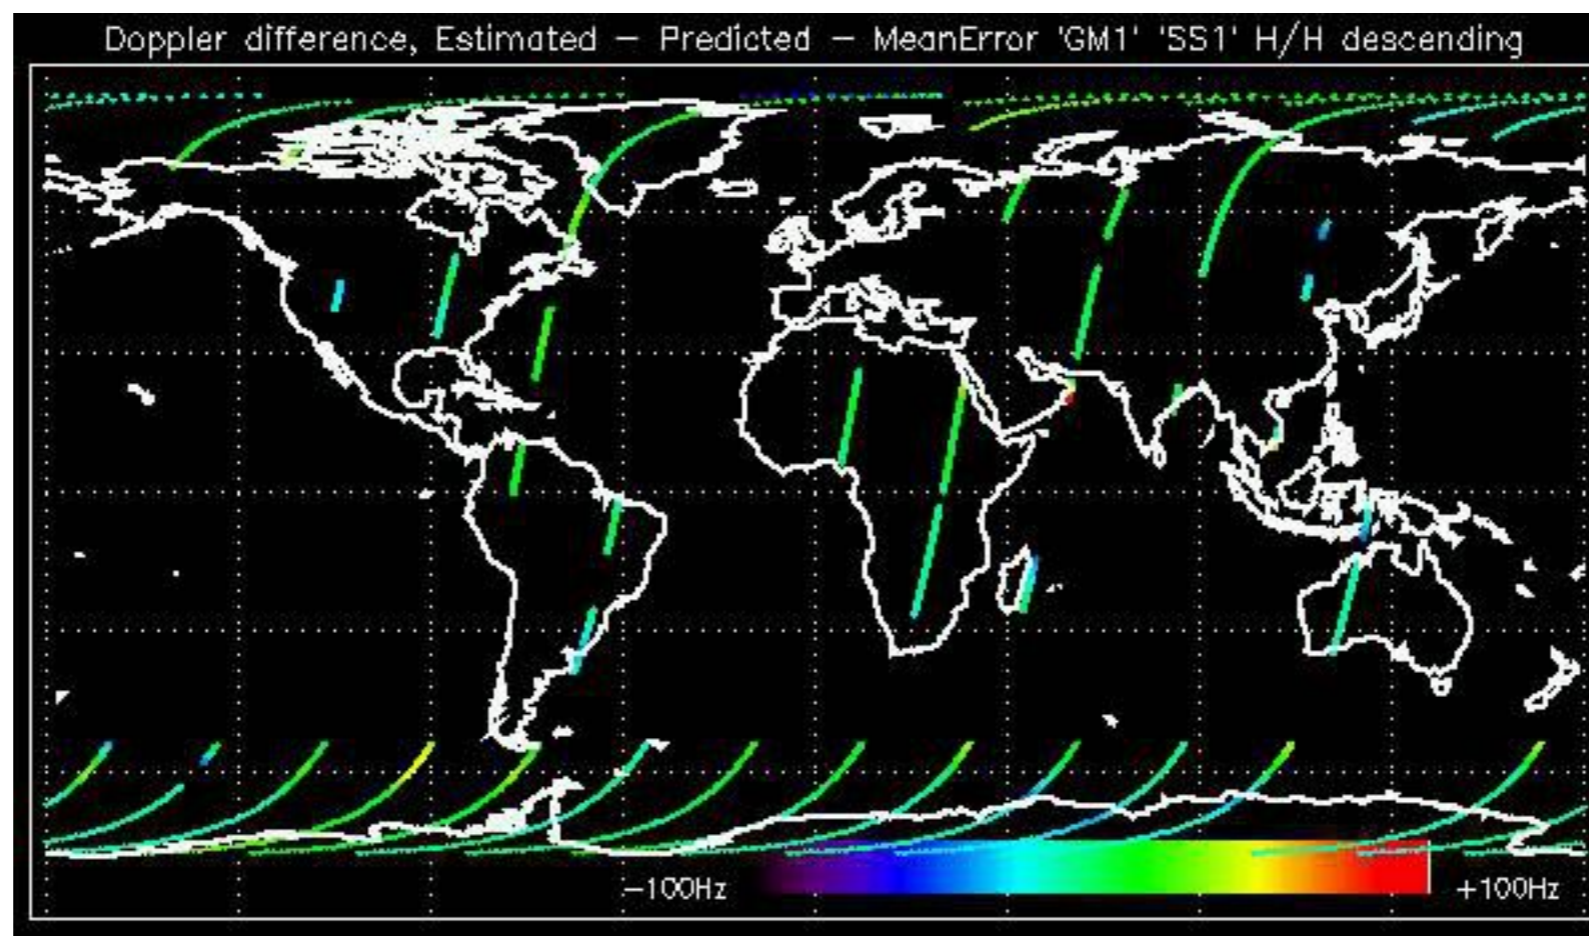 Doppler difference, Estimated – Predicted – MeanError 'GM1' 'SS1' H/H descending
–100Hz
+100Hz